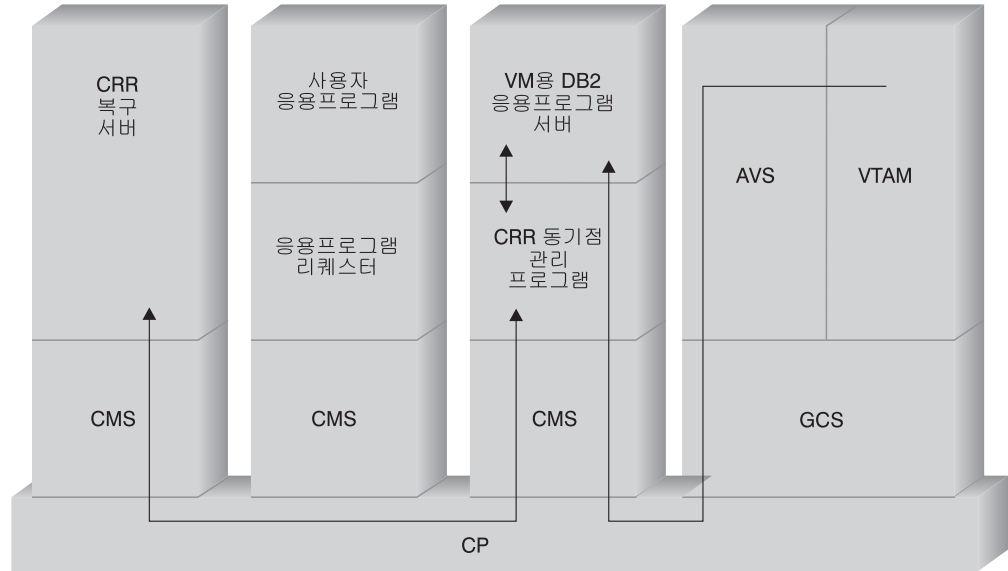 CRR
복구
서버
사용자
응용프로그램
VM용 DB2
응용프로그램
서버
AVS
VTAM
응용프로그램
리퀘스터
CRR 동기점
관리
프로그램
CMS
CMS
CMS
GCS
CP